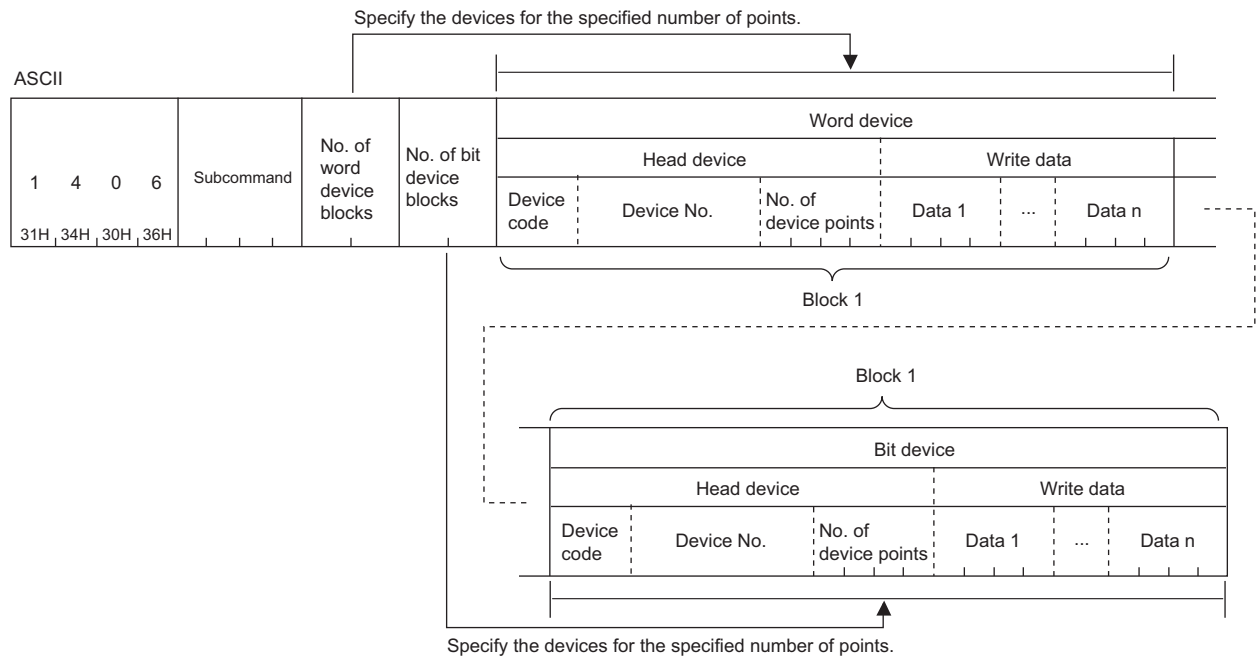 Specify the devices for the specified number of points.
ASCII
Word device
Head device
Write data
1 4 0 6
Subcommand
No. of
word
device
blocks
No. of bit
device
blocks
Device
code
Device No.
No. of
device points
Data 1
...
Data n
31H 34H 30H 36H
Block 1
Block 1
Bit device
Head device
Write data
Device
code
Device No.
No. of
device points
Data 1
...
Data n
Specify the devices for the specified number of points.